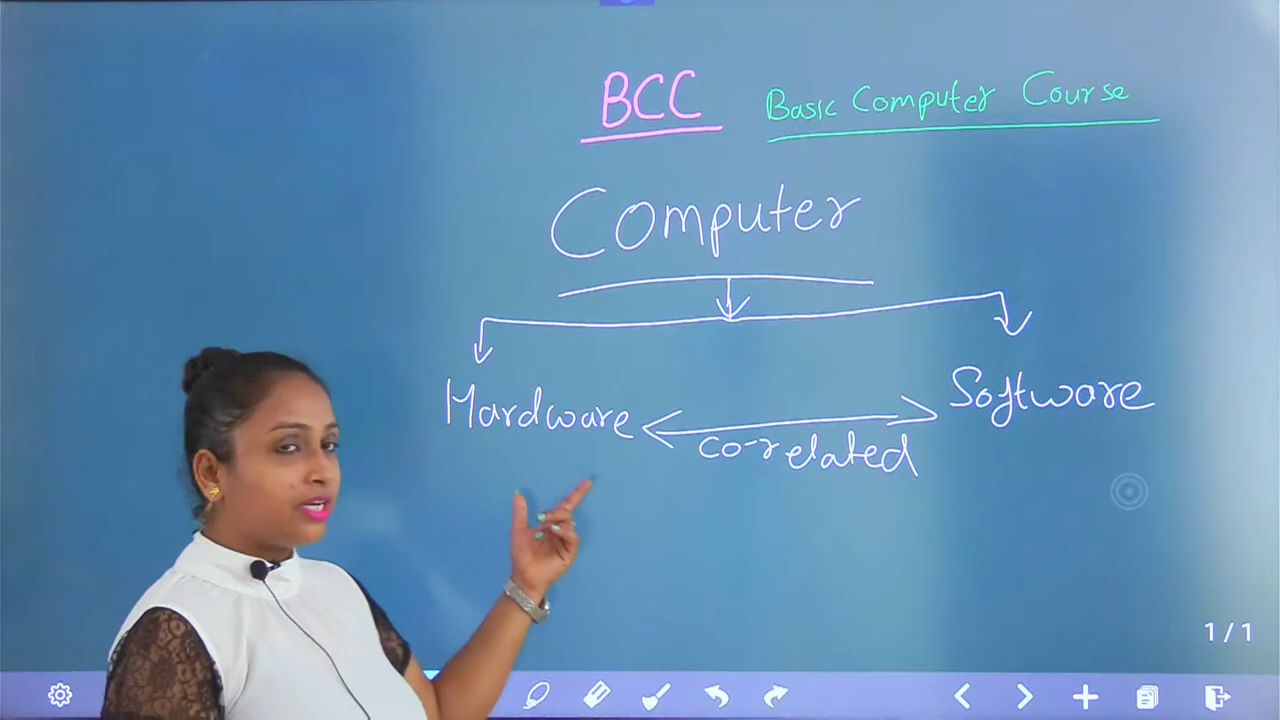 BCC Basic Computer Course
Computer
Hardware Software
co-related
1/1